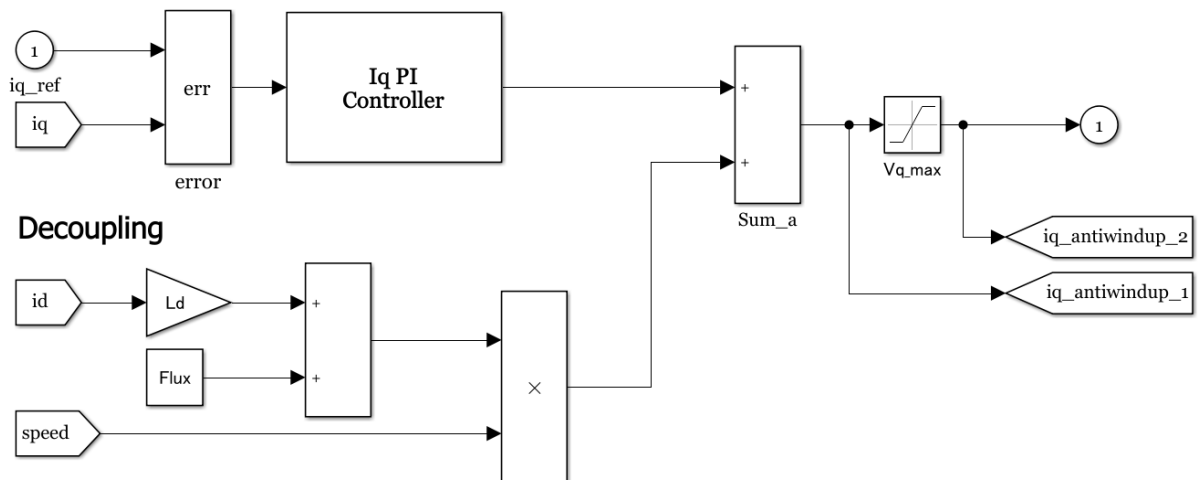 1
iq_ref
iq
err
error
Iq PI
Controller
+
+
Sum_a
Vq_max
1
iq_antiwindup_2
iq_antiwindup_1
Decoupling
id
Ld
Flux
+
+
speed
×